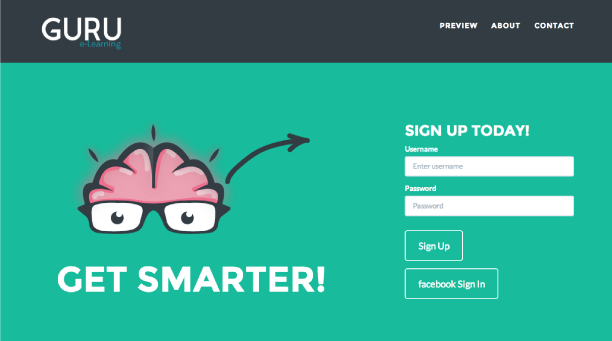 GURU
e-Learning
PREVIEW ABOUT CONTACT
SIGN UP TODAY!
Username
Enter username
Password
Password
Sign Up
facebook Sign In
GET SMARTER!